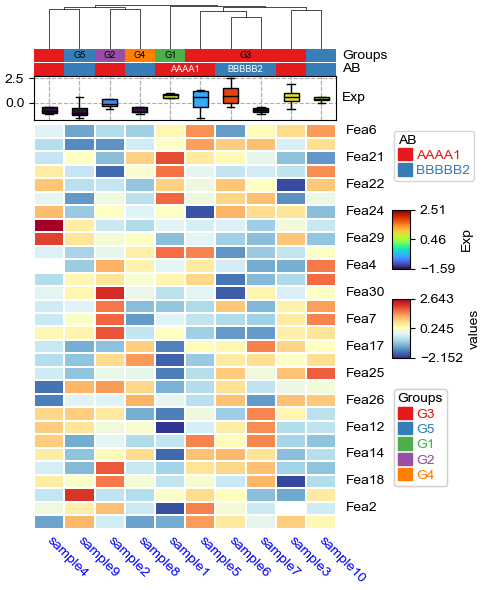 G5 G2 G4 G1 G3 Groups
AAAA1 BBBBB2 AB
2.5
0.0
Exp
Fea6
Fea21
Fea22
Fea24
Fea29
Fea4
Fea30
Fea7
Fea17
Fea25
Fea26
Fea12
Fea14
Fea18
Fea2
sample4 sample9 sample2 sample8 sample1 sample5 sample6 sample7 sample3 sample10
AB
AAAA1
BBBBB2
2.51
0.46
−1.59
Exp
2.643
0.245
−2.152
values
Groups
G3
G5
G1
G2
G4